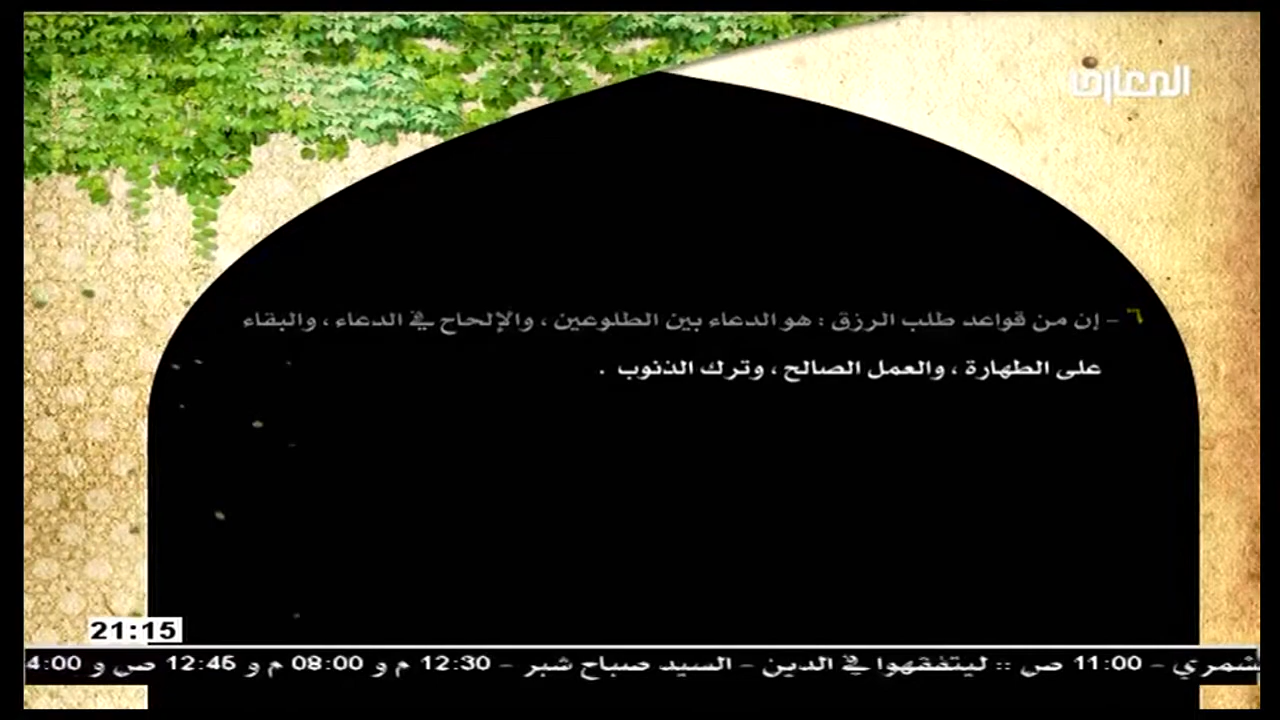 المعارف
٦ - إن من قواعد طلب الرزق : هو الدعاء بين الطلوعين ، والإلحاح في الدعاء ، والبقاء
على الطهارة ، والعمل الصالح ، وترك الذنوب .
21:15
شمري - 11:00 ص :: ليتفقهوا في الدين - السيد صباح شبر - 12:30 م و 08:00 م و 12:45 ص و 4:00